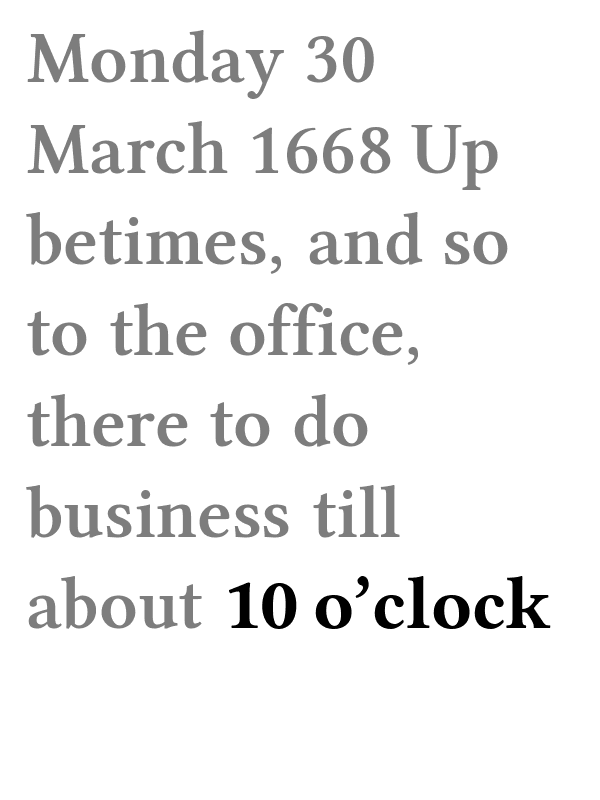 Monday 30
March 1668 Up
betimes, and so
to the office,
there to do
business till
about 10 o’clock